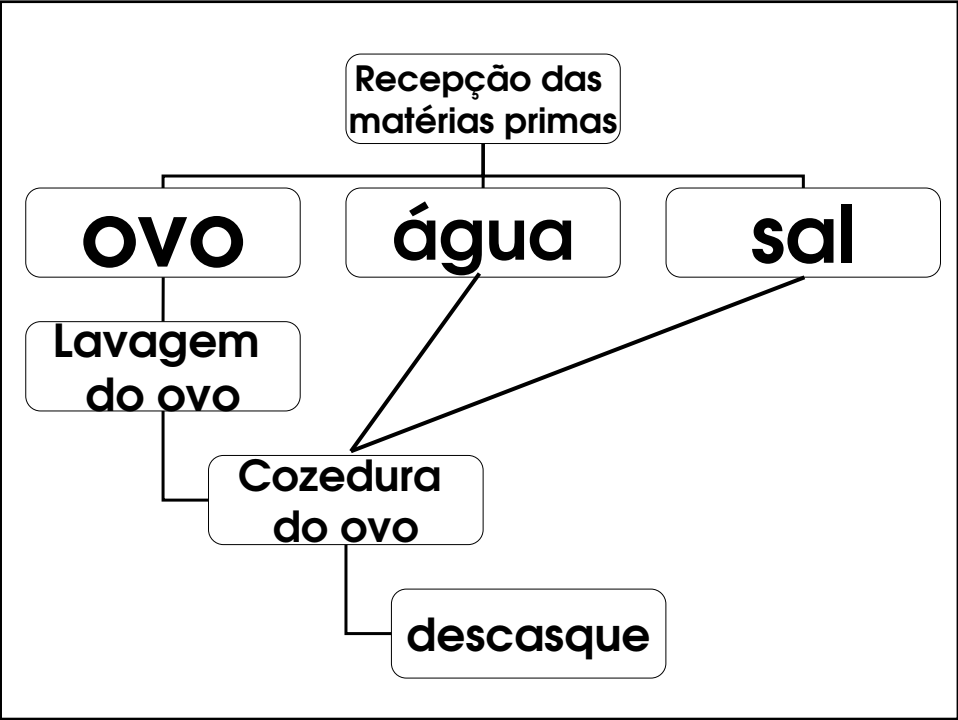 Recepção das
matérias primas
ovo
água
sal
Lavagem
do ovo
Cozedura
do ovo
descasque